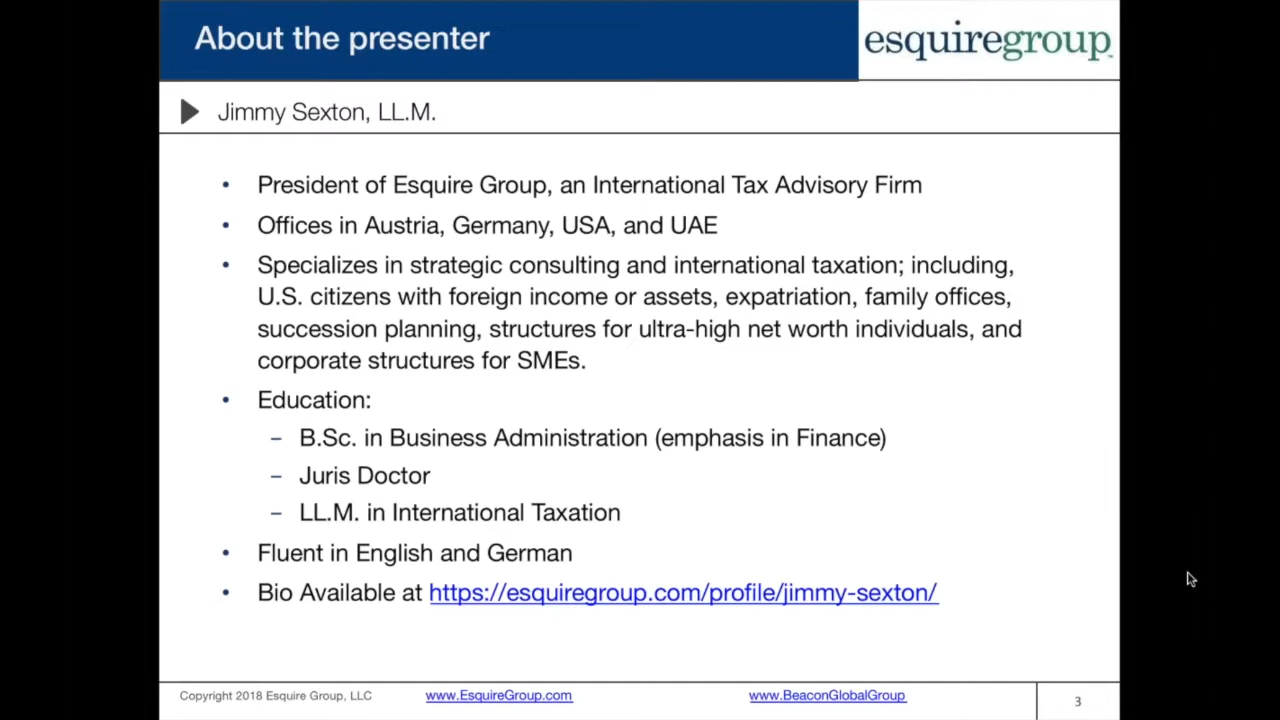 About the presenter
esquiregroup
Jimmy Sexton, LL.M.
• President of Esquire Group, an International Tax Advisory Firm
• Offices in Austria, Germany, USA, and UAE
• Specializes in strategic consulting and international taxation; including,
U.S. citizens with foreign income or assets, expatriation, family offices,
succession planning, structures for ultra-high net worth individuals, and
corporate structures for SMEs.
• Education:
– B.Sc. in Business Administration (emphasis in Finance)
– Juris Doctor
– LL.M. in International Taxation
• Fluent in English and German
• Bio Available at https://esquiregroup.com/profile/jimmy-sexton/
Copyright 2018 Esquire Group, LLC www.EsquireGroup.com www.BeaconGlobalGroup 3